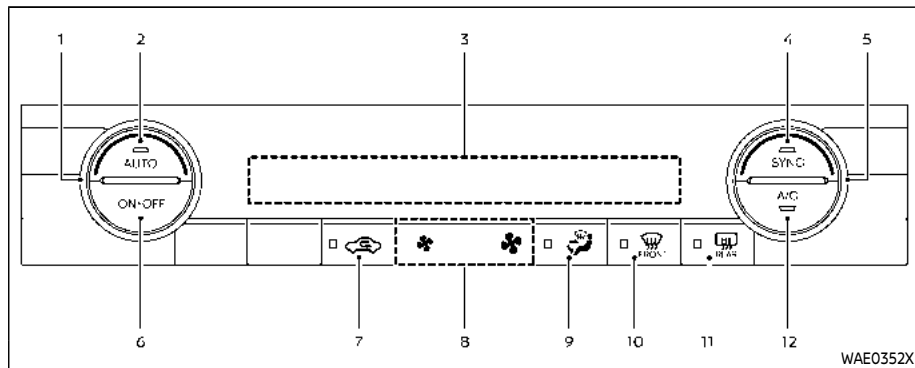 1 2 3 4 5
AUTO SYNC
ON•OFF A/C
FRONT REAR
6 7 8 9 10 11 12
WAE0352X